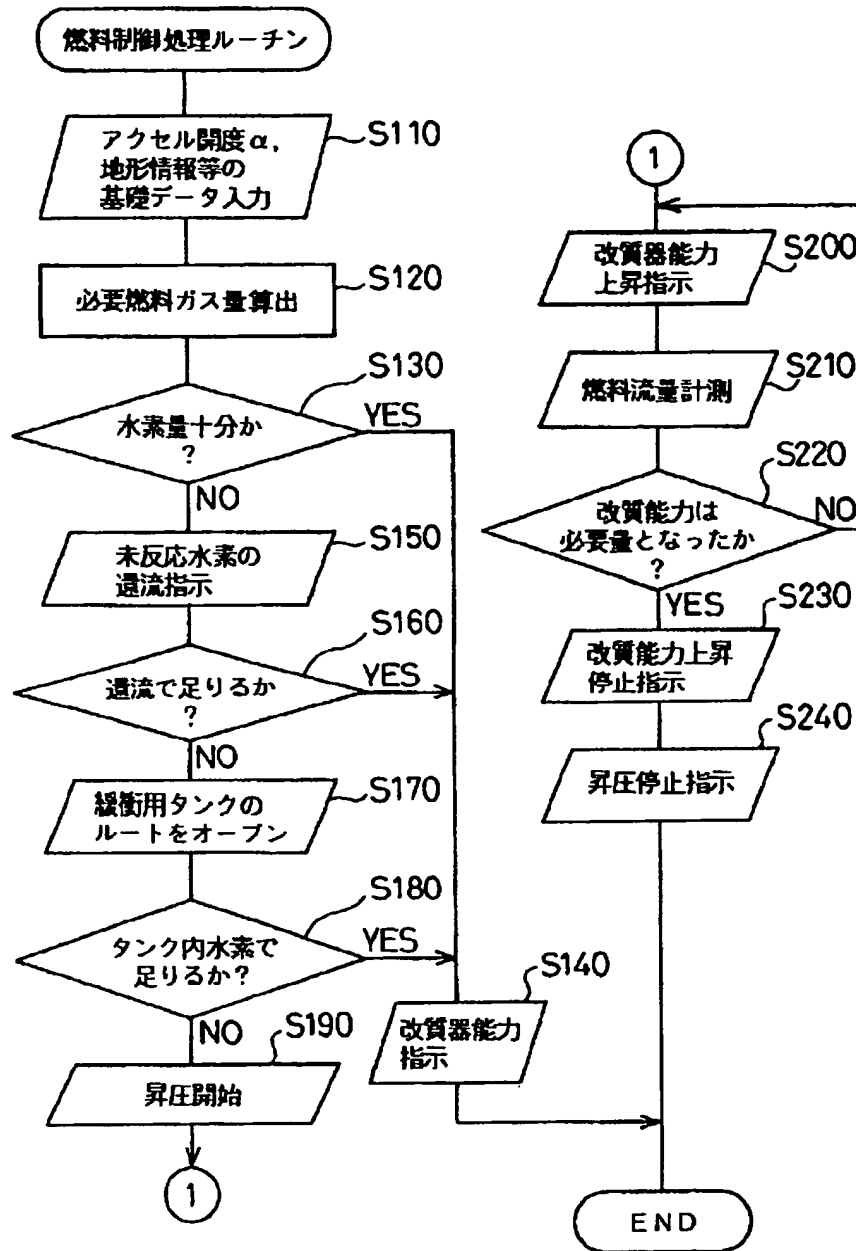 燃料制御処理ルーチン
アクセル開度α,
地形情報等の
基礎データ入力
S110
必要燃料ガス量算出
S120
水素量十分か
?
S130
YES
NO
未反応水素の
還流指示
S150
還流で足りるか
?
S160
YES
NO
緩衝用タンクの
ルートをオープン
S170
タンク内水素で
足りるか?
S180
YES
NO
昇圧開始
S190
1
改質器能力
指示
S140
1
改質器能力
上昇指示
S200
燃料流量計測
S210
改質能力は
必要量となったか
?
S220
NO
YES
改質能力上昇
停止指示
S230
昇圧停止指示
S240
END